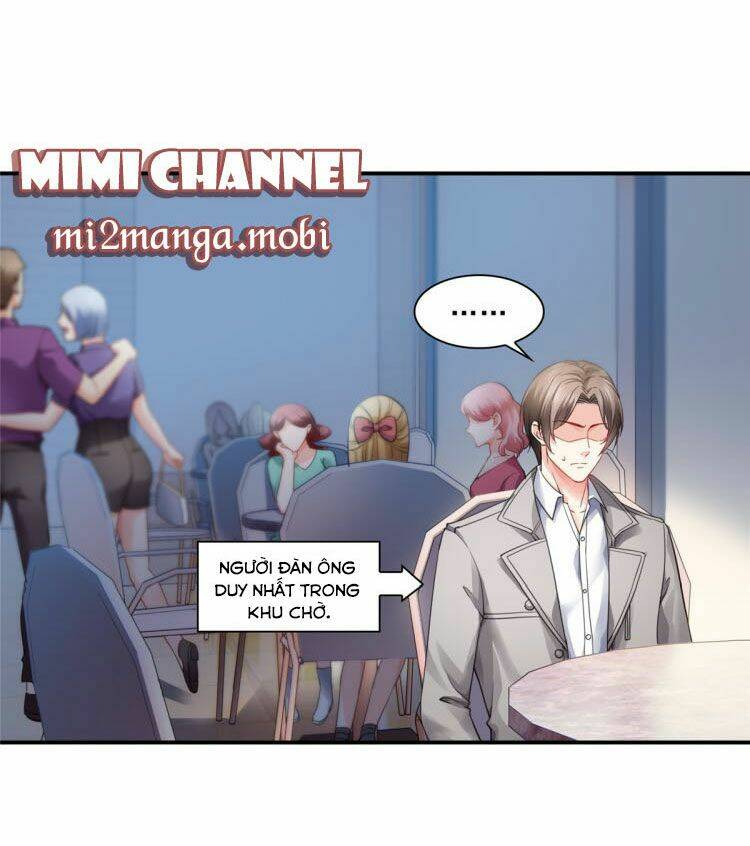 MIMI CHANNEL
mi2manga.mobi
......
NGƯỜI ĐÀN ÔNG
DUY NHẤT TRONG
KHU CHỜ.